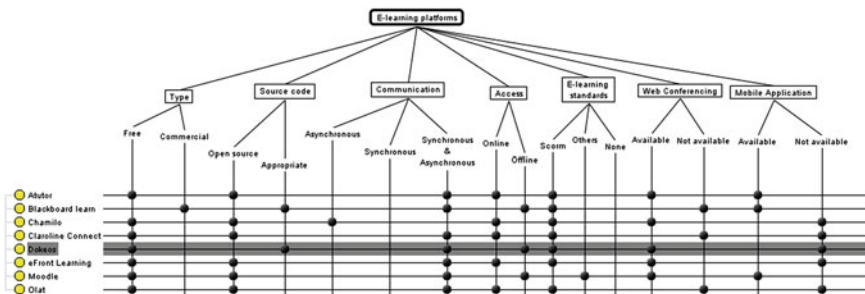 E-learning platforms
Type
Source code
Communication
Access
E-learning
standards
Web Conferencing
Mobile Application
Free
Commercial
Open source
Appropriate
Asynchronous
Synchronous
Synchronous
&
Asynchronous
Online
Offline
Scorm
Others
None
Available
Not available
Available
Not available
Atutor
Blackboard learn
Chamilo
Claroline Connect
Dokeos
eFront Learning
Moodle
Olat